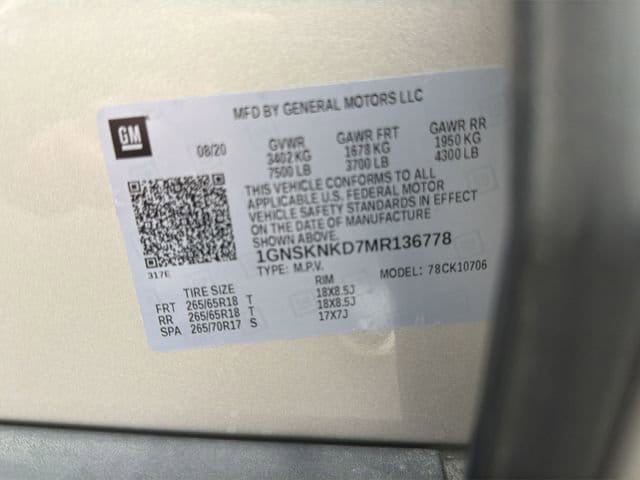 MFD BY GENERAL MOTORS LLC
GM
08/20
GVWR GAWR FRT GAWR RR
3402 KG 1678 KG 1950 KG
7500 LB 3700 LB 4300 LB
THIS VEHICLE CONFORMS TO ALL
APPLICABLE U.S. FEDERAL MOTOR
VEHICLE SAFETY STANDARDS IN EFFECT
ON THE DATE OF MANUFACTURE
SHOWN ABOVE.
317E
1GNSKNKD7MR136778
TYPE: M.P.V. MODEL: 78CK10706
TIRE SIZE RIM
FRT 265/65R18 T 18X8.5J
RR 265/65R18 T 18X8.5J
SPA 265/70R17 S 17X7J